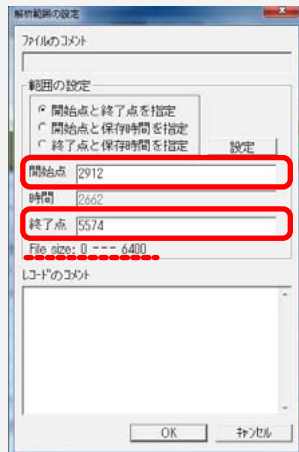 解析範囲の設定
ファイルのコメント
範囲の設定
開始点と終了点を指定
開始点と保存時間を指定
終了点と保存時間を指定
設定
開始点 2912
時間 2662
終了点 5574
File size: 0 --- 6400
レコードのコメント
OK キャンセル